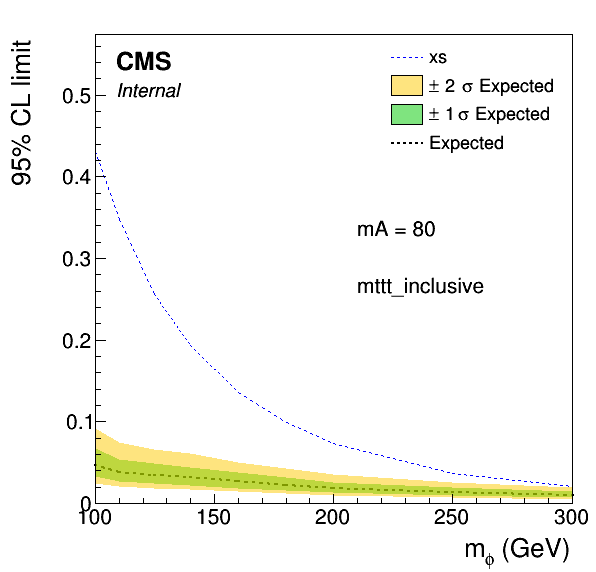 CMS
Internal
xs
± 2 σ Expected
± 1 σ Expected
Expected
mA = 80
mttt_inclusive
95% CL limit
0.5
0.4
0.3
0.2
0.1
0
100 150 200 250 300
mϕ (GeV)